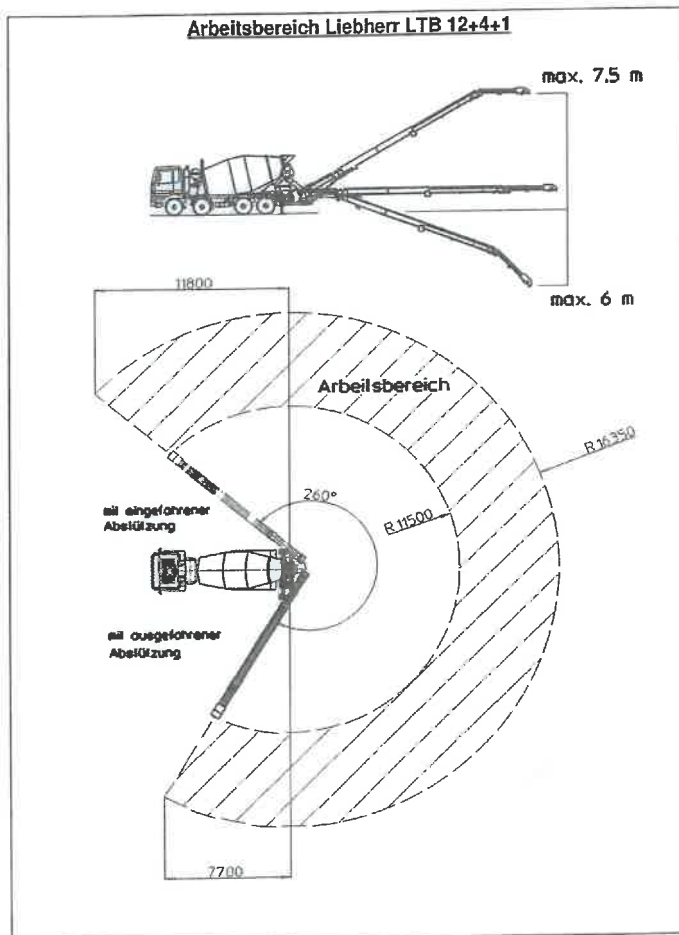 Arbeitsbereich Liebherr LTB 12+4+1
max. 7.5 m
max. 6 m
11800
Arbeitsbereich
R 16350
260°
R 11500
mit eingefahrener
Abstützung
mit ausgefahrener
Abstützung
7700